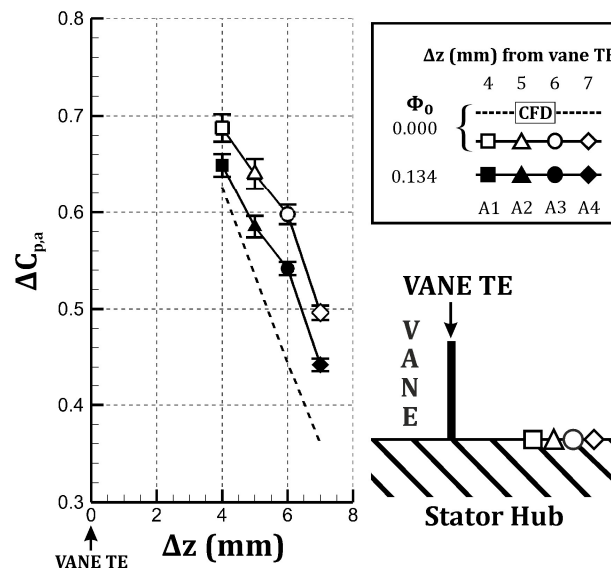 0.8
0.7
0.6
0.5
0.4
0.3
ΔC_p,a
0 2 4 6 8
VANE TE
Δz (mm)
Δz (mm) from vane TE
4 5 6 7
Φ₀
CFD
0.000
0.134
A1 A2 A3 A4
VANE TE
V
A
N
E
Stator Hub